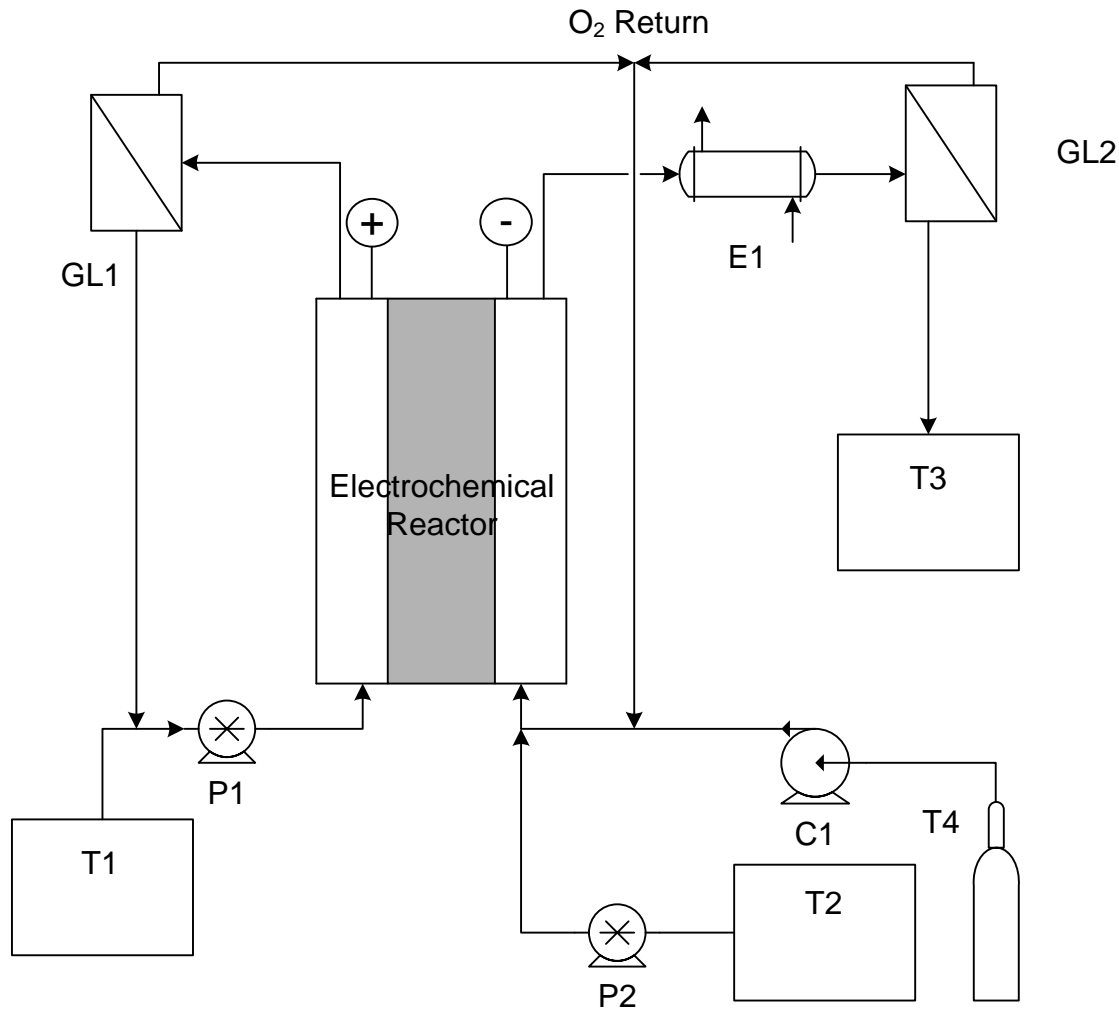 O₂ Return
GL2
+
-
E1
GL1
T3
Electrochemical
Reactor
P1
T4
C1
T1
T2
P2